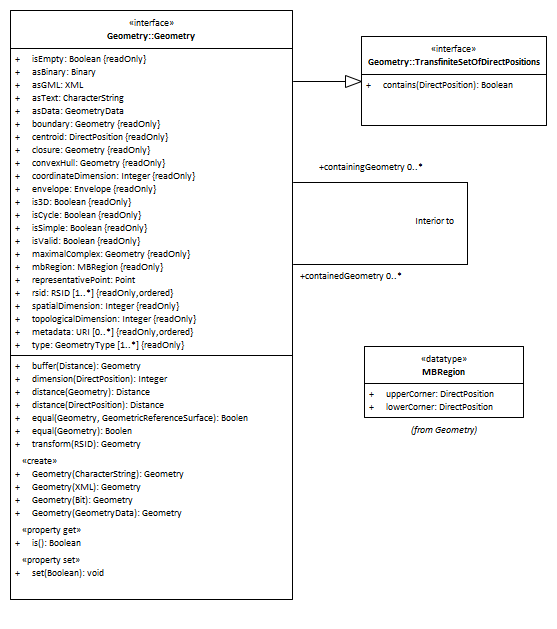 «interface»
Geometry::Geometry
+ isEmpty: Boolean {readOnly}
+ asBinary: Binary
+ asGML: XML
+ asText: CharacterString
+ asData: GeometryData
+ boundary: Geometry {readOnly}
+ centroid: DirectPosition {readOnly}
+ closure: Geometry {readOnly}
+ convexHull: Geometry {readOnly}
+ coordinateDimension: Integer {readOnly}
+ envelope: Envelope {readOnly}
+ is3D: Boolean {readOnly}
+ isCycle: Boolean {readOnly}
+ isSimple: Boolean {readOnly}
+ isValid: Boolean {readOnly}
+ maximalComplex: Geometry {readOnly}
+ mbRegion: MBRegion {readOnly}
+ representativePoint: Point
+ rsid: RSID [1..*] {readOnly,ordered}
+ spatialDimension: Integer {readOnly}
+ topologicalDimension: Integer {readOnly}
+ metadata: URI [0..*] {readOnly,ordered}
+ type: GeometryType [1..*] {readOnly}
+ buffer(Distance): Geometry
+ dimension(DirectPosition): Integer
+ distance(Geometry): Distance
+ distance(DirectPosition): Distance
+ equal(Geometry, GeometricReferenceSurface): Boolen
+ equal(Geometry): Boolen
+ transform(RSID): Geometry
«create»
+ Geometry(CharacterString): Geometry
+ Geometry(XML): Geometry
+ Geometry(Bit): Geometry
+ Geometry(GeometryData): Geometry
«property get»
+ is(): Boolean
«property set»
+ set(Boolean): void
«interface»
Geometry::TransfiniteSetOfDirectPositions
+ contains(DirectPosition): Boolean
+containingGeometry 0..*
Interior to
+containedGeometry 0..*
«datatype»
MBRegion
+ upperCorner: DirectPosition
+ lowerCorner: DirectPosition
(from Geometry)